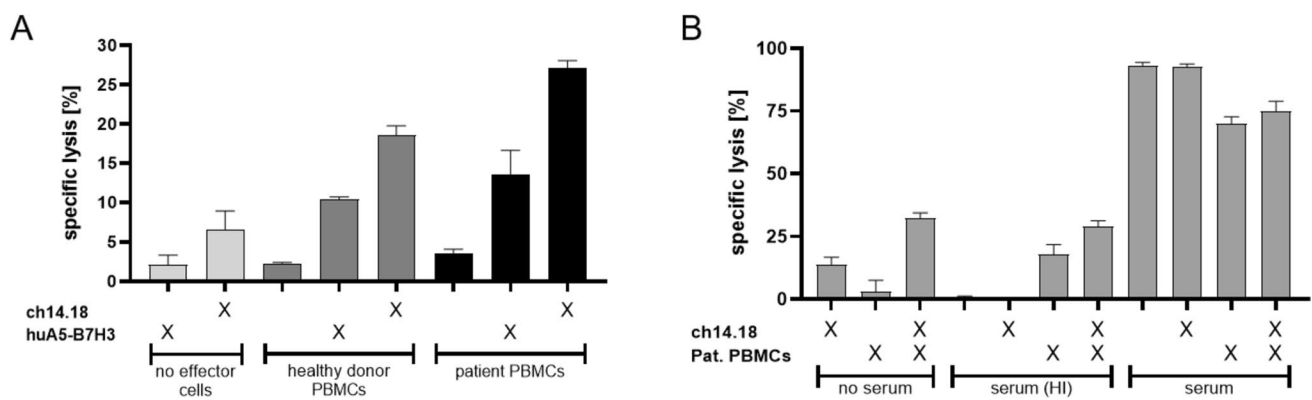 A
specific lysis [%]
30
25
20
15
10
5
0
ch14.18 X X X
huA5-B7H3 X X X
no effector cells
healthy donor PBMCs
patient PBMCs
B
specific lysis [%]
100
75
50
25
0
ch14.18 X X X X X X
Pat. PBMCs X X X X X X
no serum
serum (HI)
serum